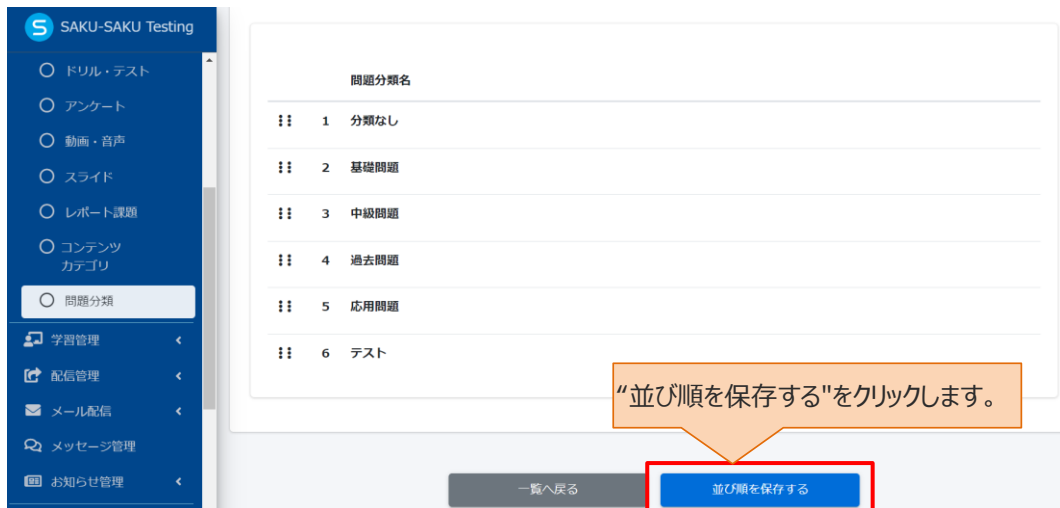 S SAKU-SAKU Testing
ドリル・テスト
アンケート
動画・音声
スライド
レポート課題
コンテンツ
カテゴリ
問題分類
学習管理
配信管理
メール配信
メッセージ管理
お知らせ管理
問題分類名
1 分類なし
2 基礎問題
3 中級問題
4 過去問題
5 応用問題
6 テスト
“並び順を保存する"をクリックします。
一覧へ戻る
並び順を保存する